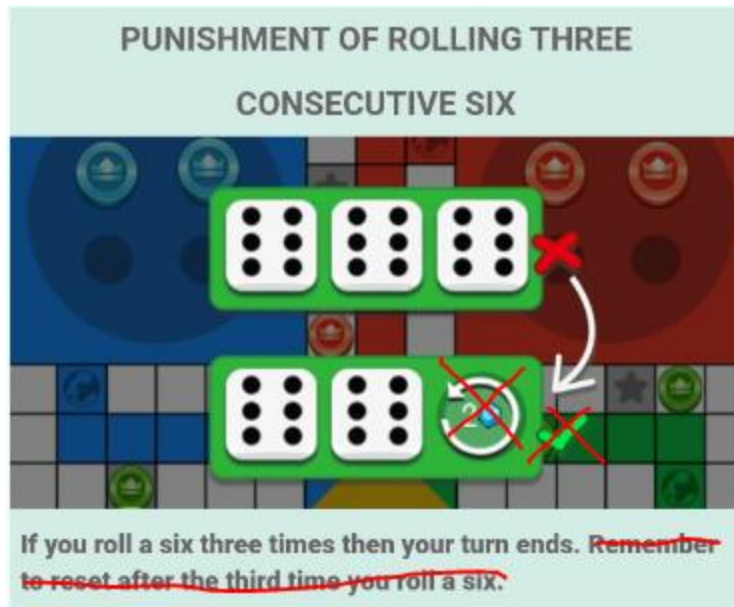 PUNISHMENT OF ROLLING THREE
CONSECUTIVE SIX
2
If you roll a six three times then your turn ends. Remember
to reset after the third time you roll a six.